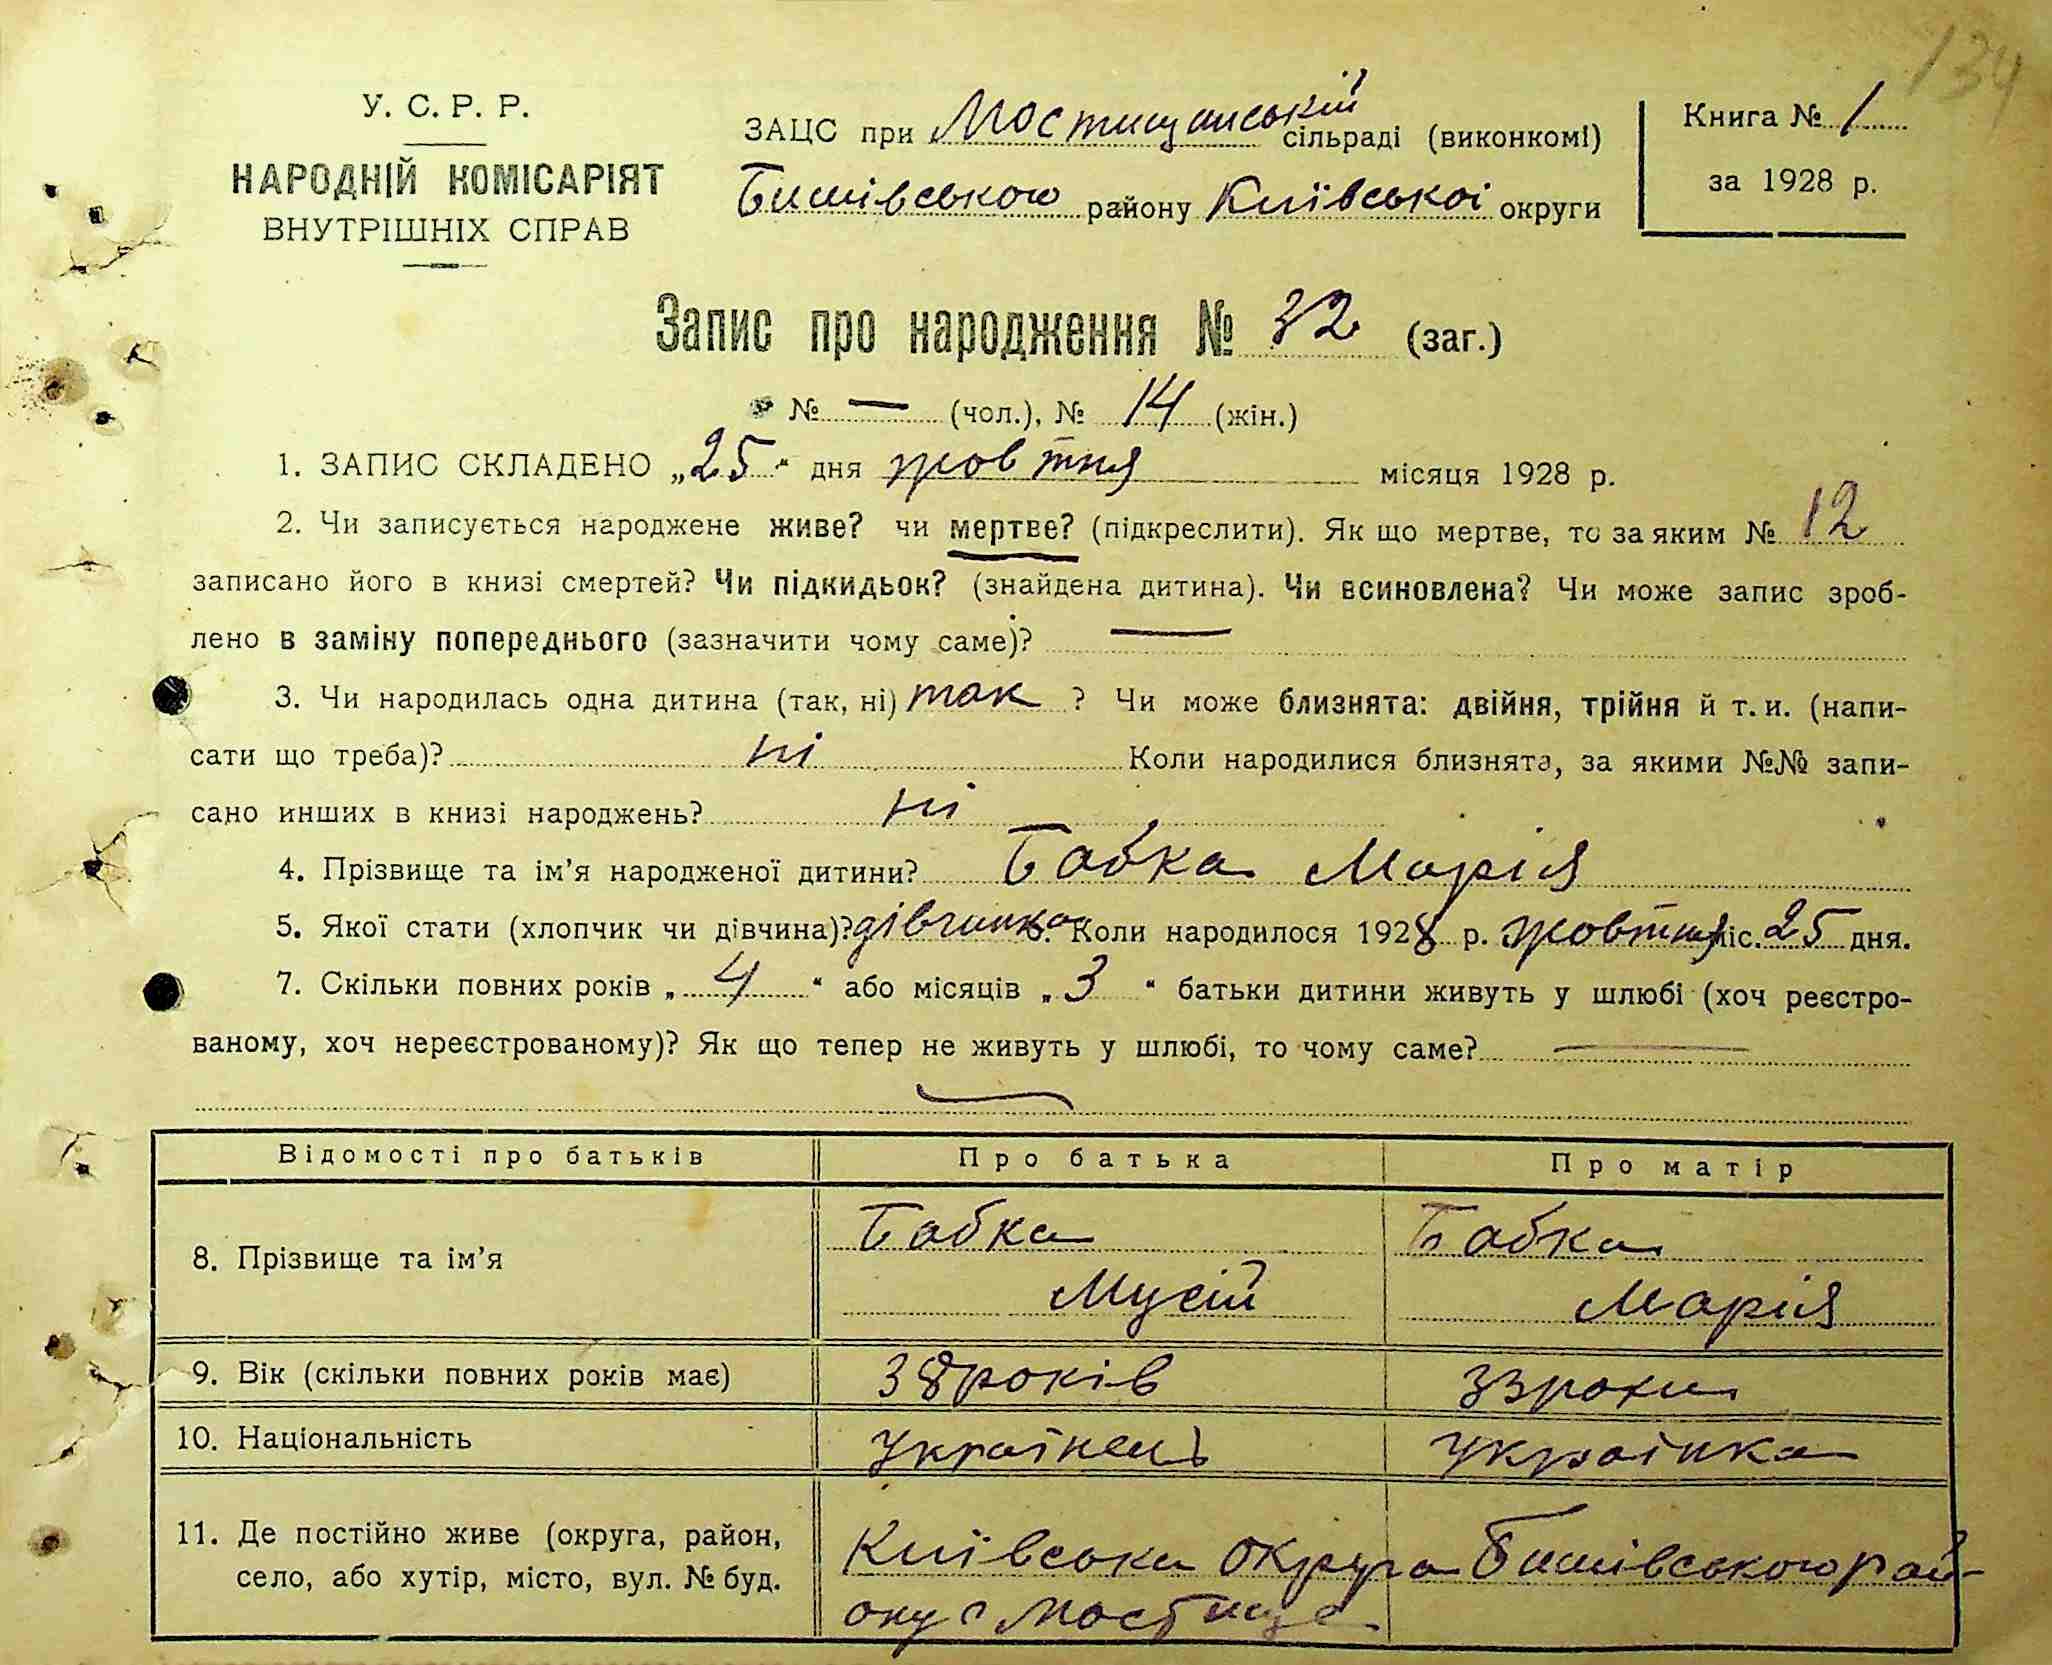 134
У. С. Р. Р.
НАРОДНІЙ КОМІСАРІЯТ
ВНУТРІШНІХ СПРАВ
ЗАЦС при Мостищанській сільраді (виконкомі)
Бишівського району Київської округи
Книга № 1
за 1928 р.
Запис про народження № 32 (заг.)
№ — (чол.), № 14 (жін.)
1. ЗАПИС СКЛАДЕНО „25“ дня жовтня місяця 1928 р.
2. Чи записується народжене живе? чи мертве? (підкреслити). Як що мертве, то за яким № 12
записано його в книзі смертей? Чи підкидьок? (знайдена дитина). Чи всиновлена? Чи може запис зроб-
лено в заміну попереднього (зазначити чому саме)? —
3. Чи народилась одна дитина (так, ні) так ? Чи може близнята: двійня, трійня й т. и. (напи-
сати що треба)? ні Коли народилися близнята, за якими №№ запи-
сано инших в книзі народжень? ні
4. Прізвище та ім’я народженої дитини? Бабка Марія
5. Якої стати (хлопчик чи дівчина)? дівчинка 6. Коли народилося 1928 р. жовтня міс. 25 дня.
7. Скільки повних років „ 4 “ або місяців „ 3 “ батьки дитини живуть у шлюбі (хоч реєстро-
ваному, хоч нереєстрованому)? Як що тепер не живуть у шлюбі, то чому саме? —
Відомості про батьків Про батька Про матір
8. Прізвище та ім’я Бабка Мусій Бабка Марія
9. Вік (скільки повних років має) 38 років 33 роки
10. Національність Українець Українка
11. Де постійно живе (округа, район, Київська округа Бишівського рай-
село, або хутір, місто, вул. № буд. ону с Мостище